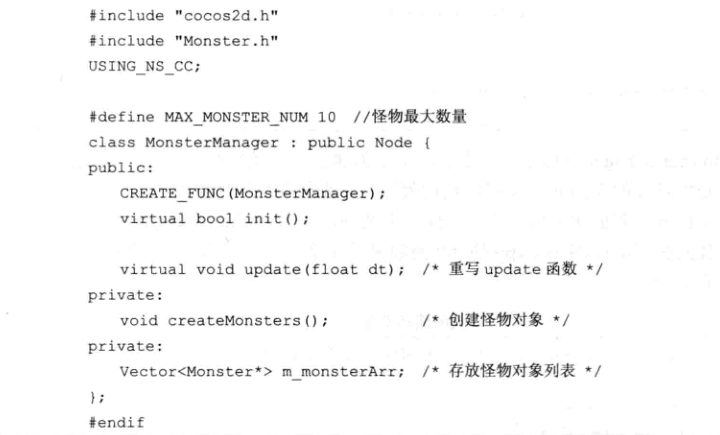 #include "cocos2d.h"
#include "Monster.h"
USING_NS_CC;
#define MAX_MONSTER_NUM 10 //怪物最大数量
class MonsterManager : public Node {
public:
CREATE_FUNC(MonsterManager);
virtual bool init();
virtual void update(float dt); /* 重写 update 函数 */
private:
void createMonsters(); /* 创建怪物对象 */
private:
Vector<Monster*> m_monsterArr; /* 存放怪物对象列表 */
};
#endif